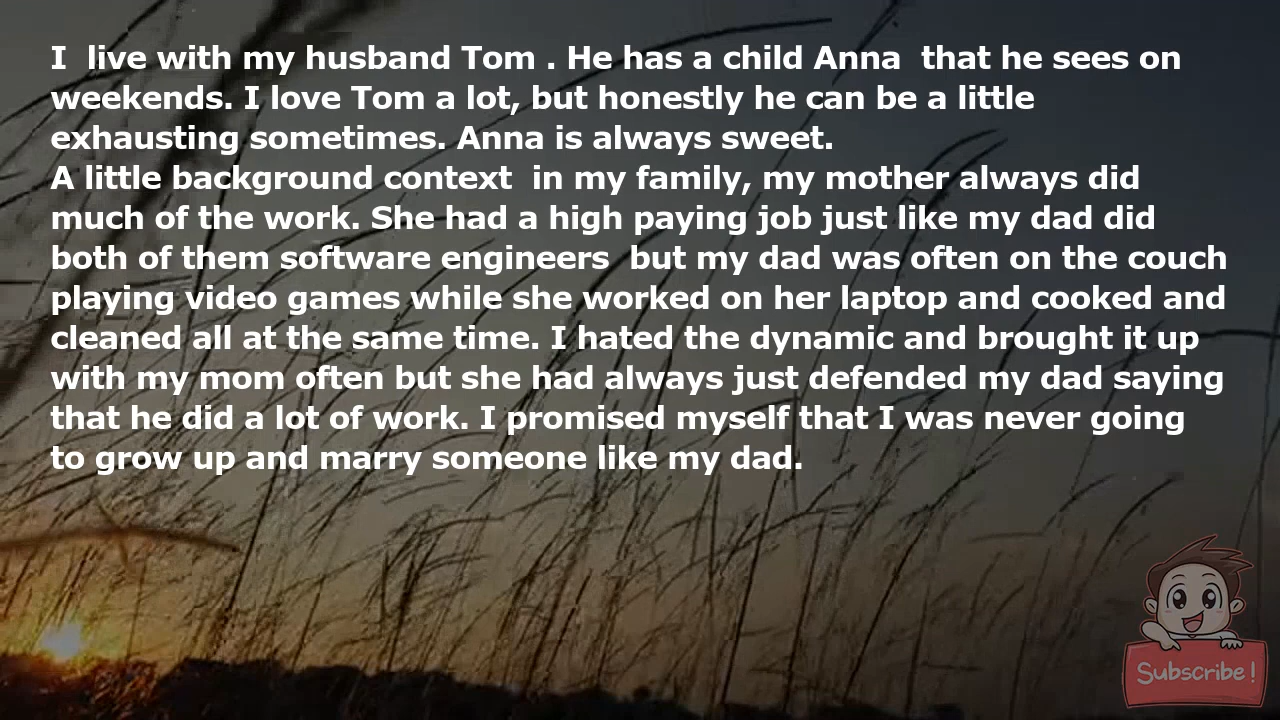 I  live with my husband Tom . He has a child Anna  that he sees on
weekends. I love Tom a lot, but honestly he can be a little
exhausting sometimes. Anna is always sweet.
A little background context  in my family, my mother always did
much of the work. She had a high paying job just like my dad did
both of them software engineers  but my dad was often on the couch
playing video games while she worked on her laptop and cooked and
cleaned all at the same time. I hated the dynamic and brought it up
with my mom often but she had always just defended my dad saying
that he did a lot of work. I promised myself that I was never going
to grow up and marry someone like my dad.
Subscribe!